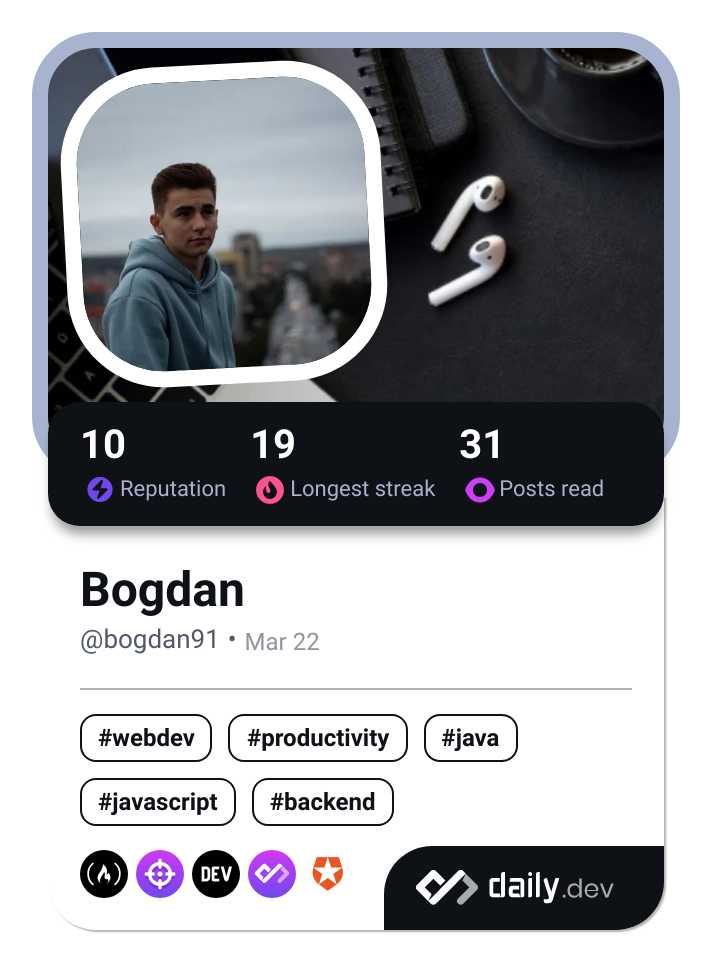 10 19 31
Reputation Longest streak Posts read
Bogdan
@bogdan91 • Mar 22
#webdev #productivity #java
#javascript #backend
DEV
daily.dev